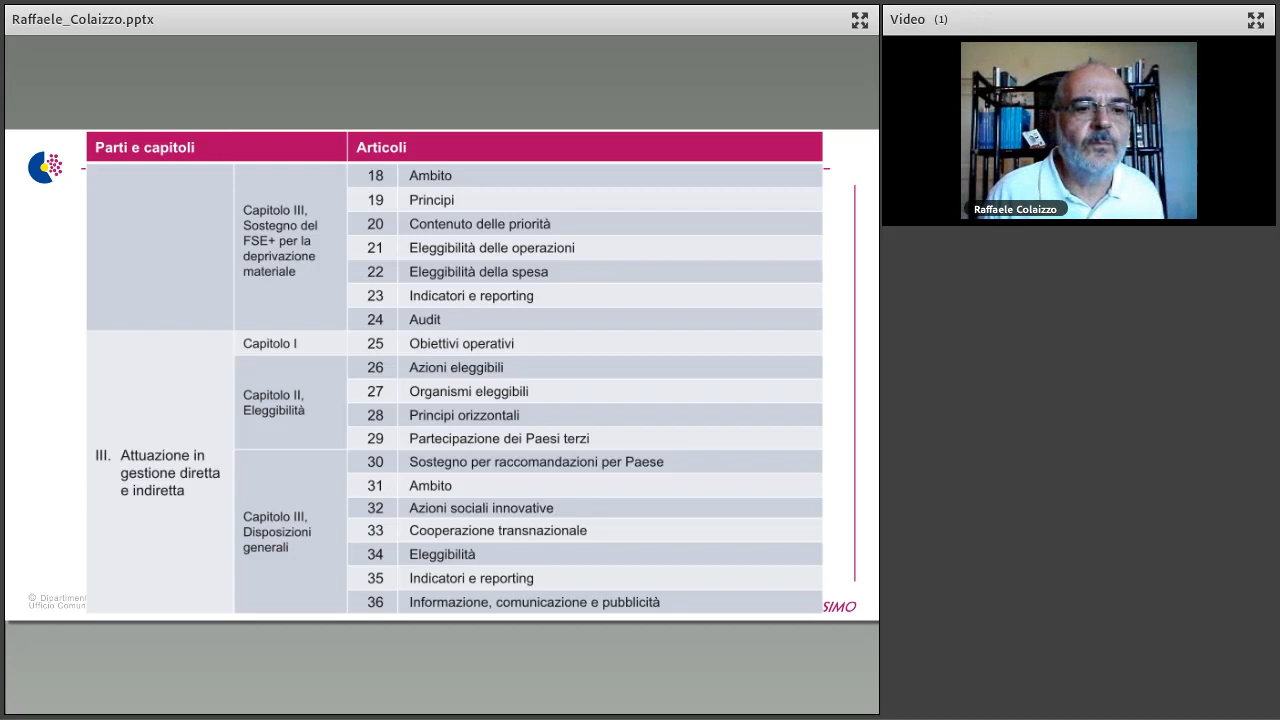 Raffaele_Colaizzo.pptx
Video (1)
Raffaele Colaizzo
Parti e capitoli
Articoli
Capitolo III,
Sostegno del
FSE+ per la
deprivazione
materiale
18 Ambito
19 Principi
20 Contenuto delle priorità
21 Eleggibilità delle operazioni
22 Eleggibilità della spesa
23 Indicatori e reporting
24 Audit
III. Attuazione in
gestione diretta
e indiretta
Capitolo I
25 Obiettivi operativi
Capitolo II,
Eleggibilità
26 Azioni eleggibili
27 Organismi eleggibili
28 Principi orizzontali
29 Partecipazione dei Paesi terzi
Capitolo III,
Disposizioni
generali
30 Sostegno per raccomandazioni per Paese
31 Ambito
32 Azioni sociali innovative
33 Cooperazione transnazionale
34 Eleggibilità
35 Indicatori e reporting
36 Informazione, comunicazione e pubblicità
© Dipartimen
Ufficio Comun
SIMO